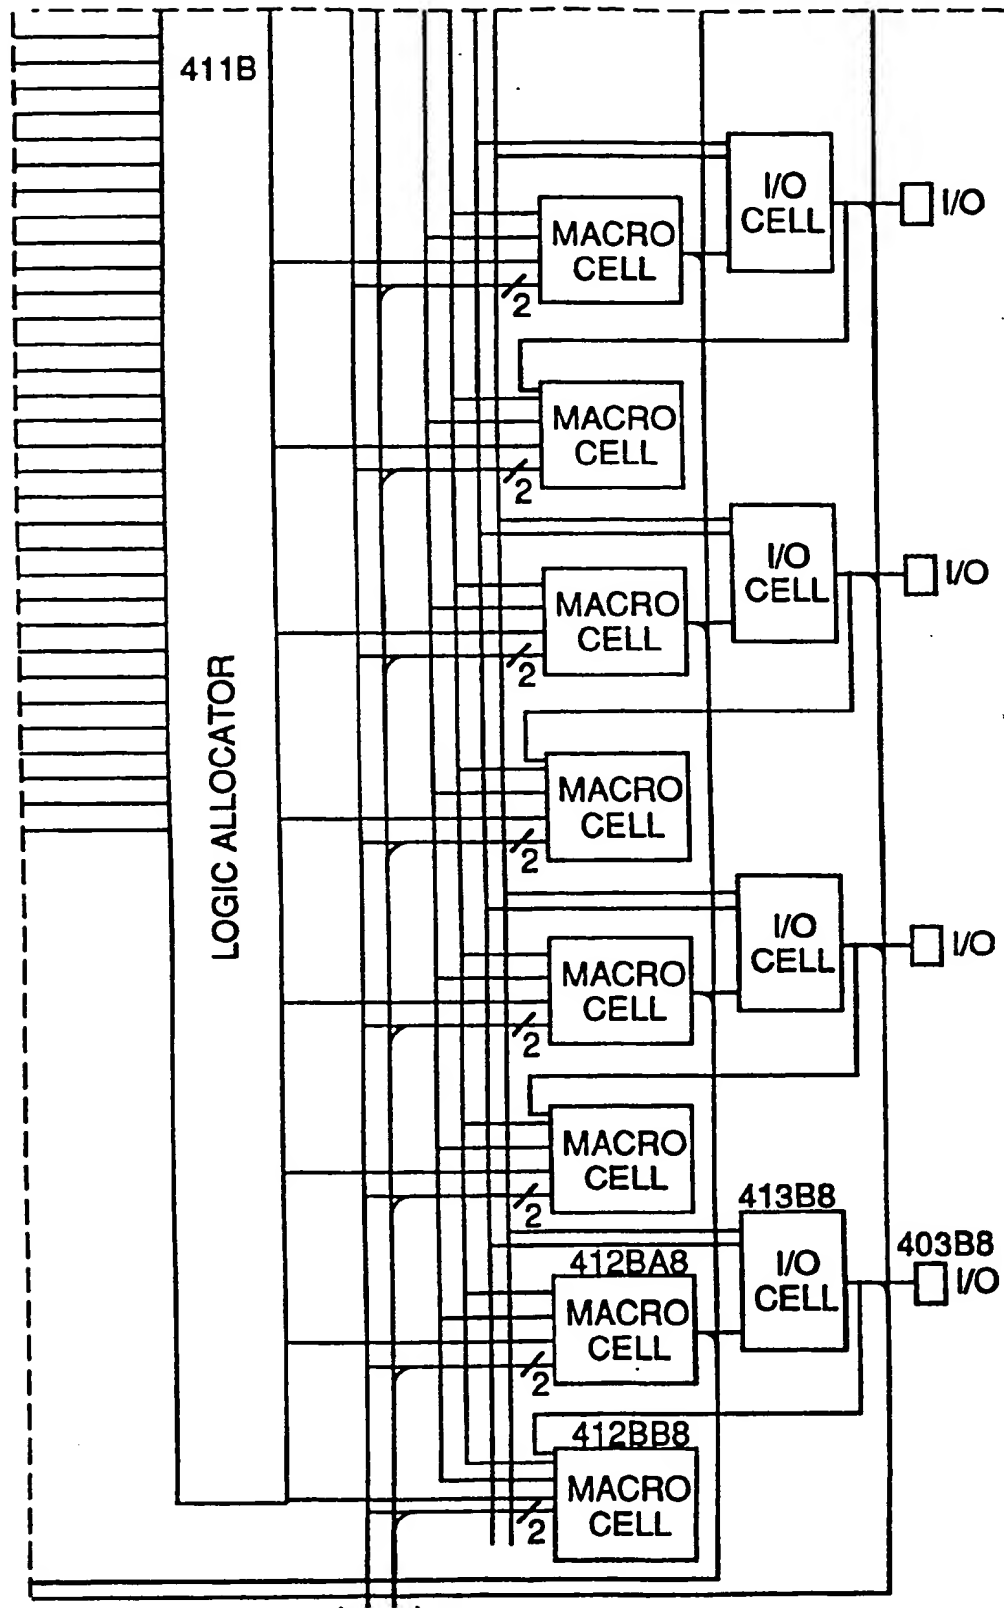 411B
I/O
CELL
I/O
MACRO
CELL
2
MACRO
CELL
2
I/O
CELL
I/O
MACRO
CELL
2
LOGIC ALLOCATOR
MACRO
CELL
2
I/O
CELL
I/O
MACRO
CELL
2
MACRO
CELL
2
413B8
I/O
CELL
403B8
I/O
412BA8
MACRO
CELL
2
412BB8
MACRO
CELL
2